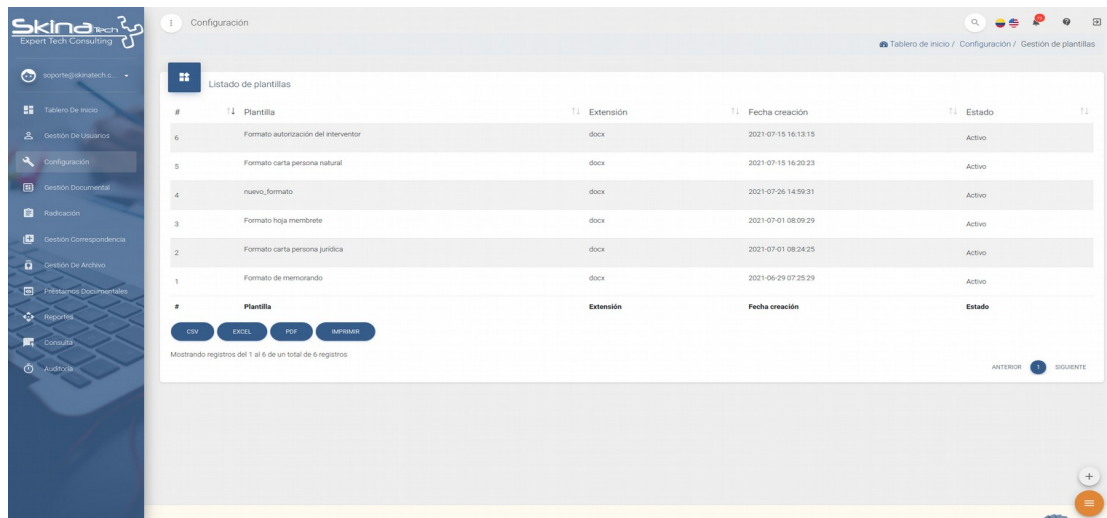 SkinaTech
Expert Tech Consulting
Configuración
Tablero de inicio / Configuración / Gestión de plantillas
soporte@skinatech.c...
Tablero De Inicio
Gestión De Usuarios
Configuración
Gestión Documental
Radicación
Gestión Correspondencia
Gestión De Archivo
Préstamos Documentales
Reportes
Consulta
Auditoria
Listado de plantillas
# Plantilla Extensión Fecha creación Estado
6 Formato autorización del interventor docx 2021-07-15 16:13:15 Activo
5 Formato carta persona natural docx 2021-07-15 16:20:23 Activo
4 nuevo_formato docx 2021-07-26 14:59:31 Activo
3 Formato hoja membrete docx 2021-07-01 08:09:29 Activo
2 Formato carta persona jurídica docx 2021-07-01 08:24:25 Activo
1 Formato de memorando docx 2021-06-29 07:25:29 Activo
# Plantilla Extensión Fecha creación Estado
CSV EXCEL PDF IMPRIMIR
Mostrando registros del 1 al 6 de un total de 6 registros
ANTERIOR 1 SIGUIENTE